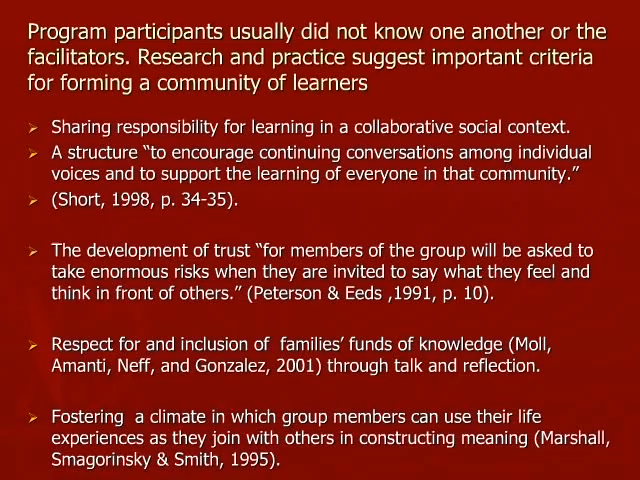 Program participants usually did not know one another or the
facilitators. Research and practice suggest important criteria
for forming a community of learners
Sharing responsibility for learning in a collaborative social context.
A structure “to encourage continuing conversations among individual
voices and to support the learning of everyone in that community.”
(Short, 1998, p. 34-35).
The development of trust “for members of the group will be asked to
take enormous risks when they are invited to say what they feel and
think in front of others.” (Peterson & Eeds ,1991, p. 10).
Respect for and inclusion of  families’ funds of knowledge (Moll,
Amanti, Neff, and Gonzalez, 2001) through talk and reflection.
Fostering  a climate in which group members can use their life
experiences as they join with others in constructing meaning (Marshall,
Smagorinsky & Smith, 1995).